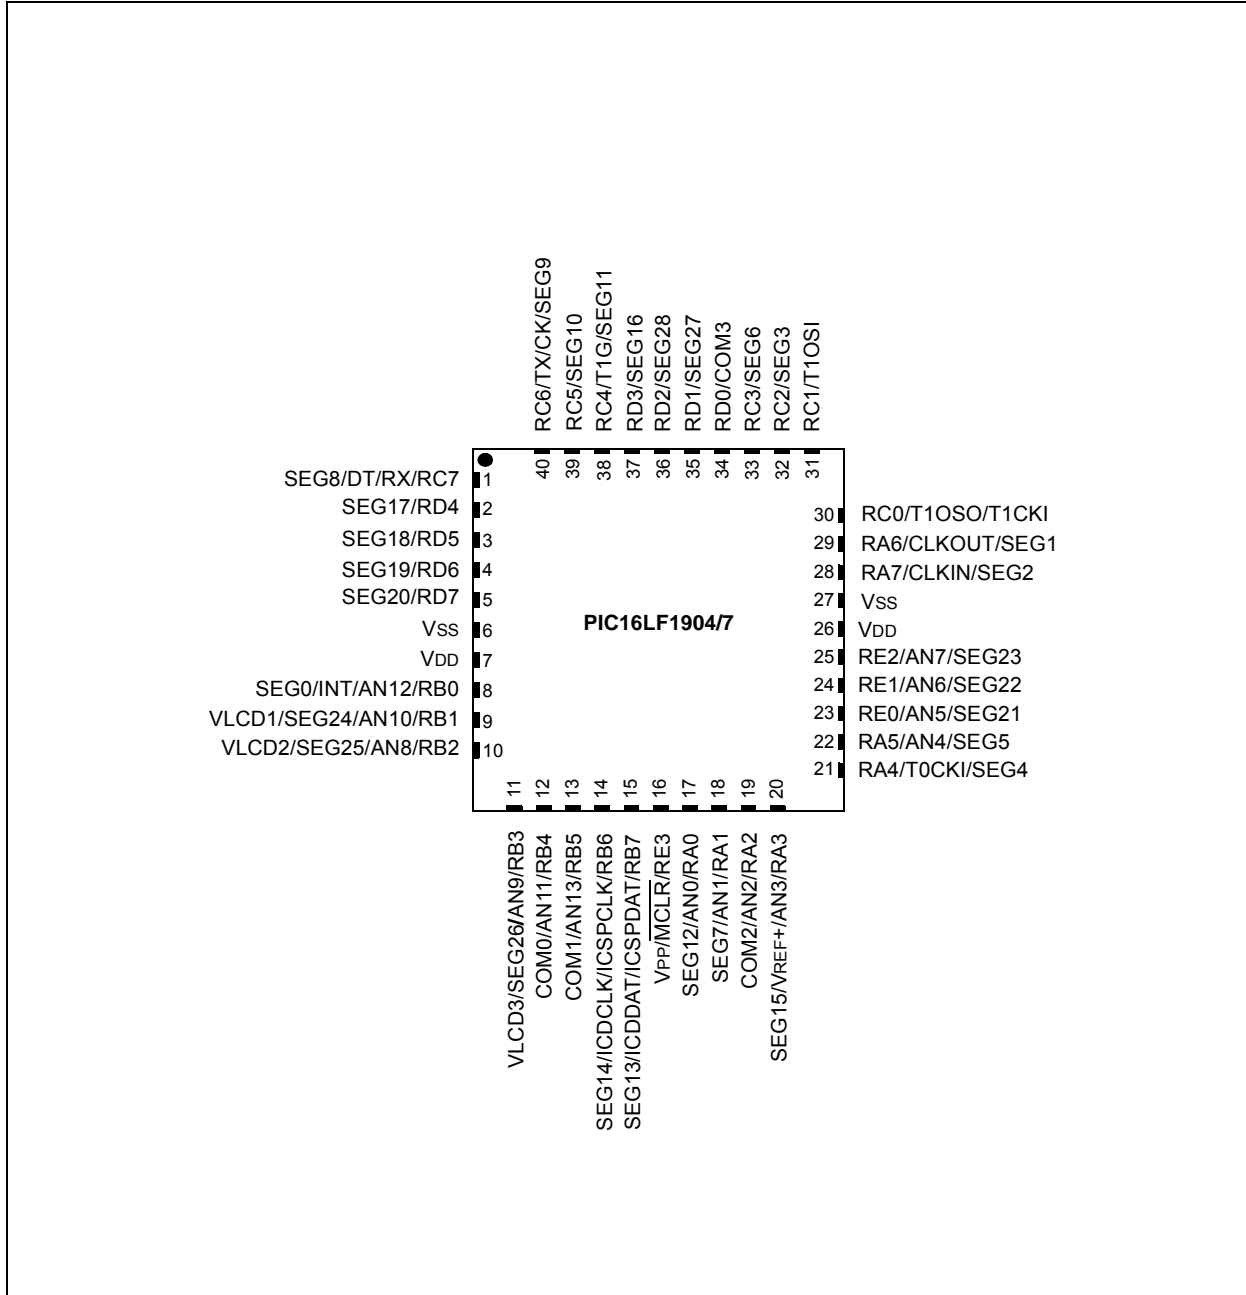 RC6/TX/CK/SEG9
RC5/SEG10
RC4/T1G/SEG11
RD3/SEG16
RD2/SEG28
RD1/SEG27
RD0/COM3
RC3/SEG6
RC2/SEG3
RC1/T1OSI
40
39
38
37
36
35
34
33
32
31
SEG8/DT/RX/RC7 1
SEG17/RD4 2
SEG18/RD5 3
SEG19/RD6 4
SEG20/RD7 5
VSS 6
VDD 7
SEG0/INT/AN12/RB0 8
VLCD1/SEG24/AN10/RB1 9
VLCD2/SEG25/AN8/RB2 10
PIC16LF1904/7
30 RC0/T1OSO/T1CKI
29 RA6/CLKOUT/SEG1
28 RA7/CLKIN/SEG2
27 VSS
26 VDD
25 RE2/AN7/SEG23
24 RE1/AN6/SEG22
23 RE0/AN5/SEG21
22 RA5/AN4/SEG5
21 RA4/T0CKI/SEG4
11
12
13
14
15
16
17
18
19
20
VLCD3/SEG26/AN9/RB3
COM0/AN11/RB4
COM1/AN13/RB5
SEG14/ICDCLK/ICSPCLK/RB6
SEG13/ICDDAT/ICSPDAT/RB7
VPP/MCLR/RE3
SEG12/AN0/RA0
SEG7/AN1/RA1
COM2/AN2/RA2
SEG15/VREF+/AN3/RA3